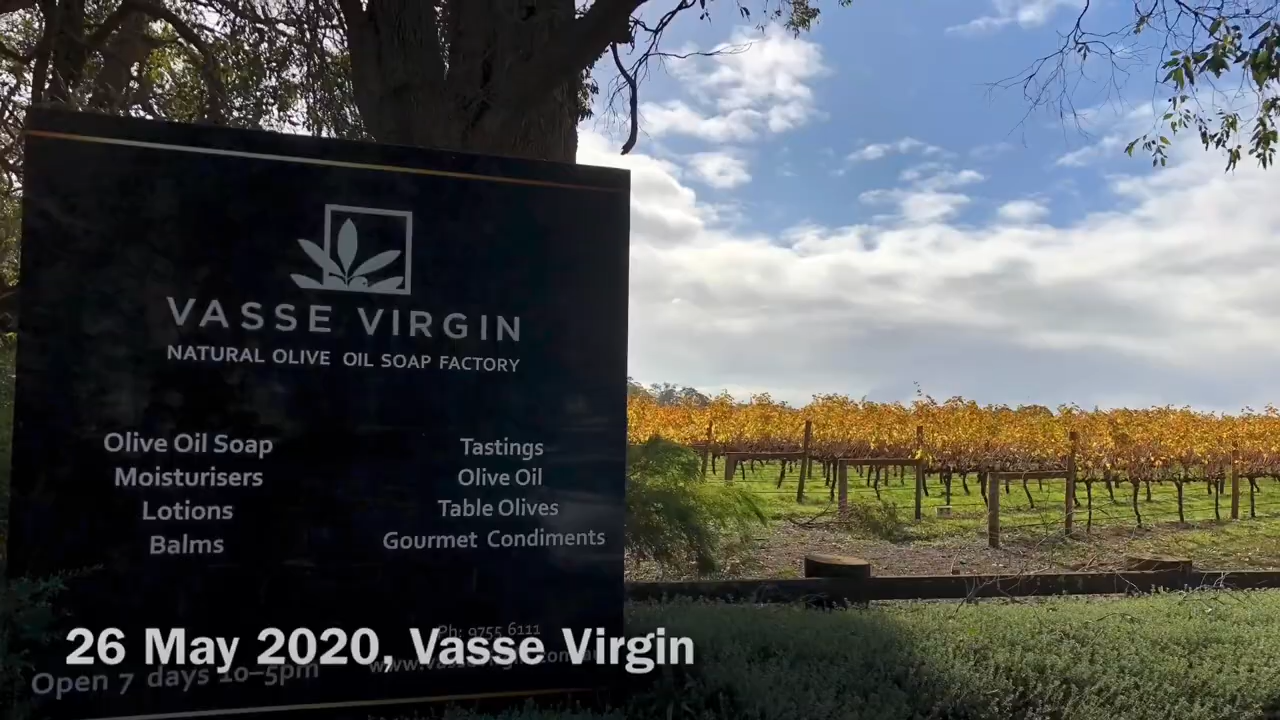 VASSE VIRGIN
NATURAL OLIVE OIL SOAP FACTORY
Olive Oil Soap
Moisturisers
Lotions
Balms
Tastings
Olive Oil
Table Olives
Gourmet Condiments
Ph: 9755 6111
26 May 2020, Vasse Virgin
Open 7 days 10–5pm